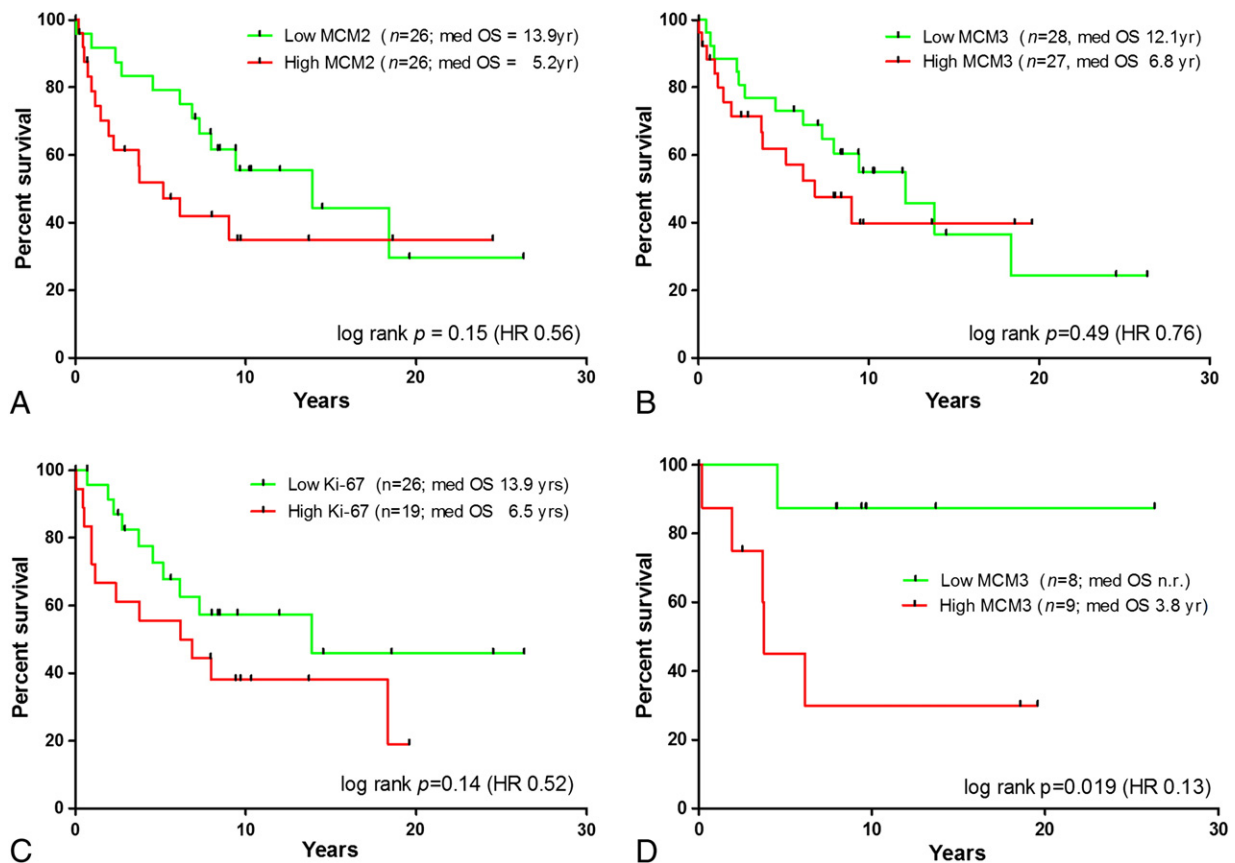 100
80
60
40
20
0
Percent survival
Low MCM2 (n=26; med OS = 13.9yr)
High MCM2 (n=26; med OS = 5.2yr)
log rank p = 0.15 (HR 0.56)
0 10 20 30
Years
A
100
80
60
40
20
0
Percent survival
Low MCM3 (n=28, med OS 12.1yr)
High MCM3 (n=27, med OS 6.8 yr)
log rank p=0.49 (HR 0.76)
0 10 20 30
Years
B
100
80
60
40
20
0
Percent survival
Low Ki-67 (n=26; med OS 13.9 yrs)
High Ki-67 (n=19; med OS 6.5 yrs)
log rank p=0.14 (HR 0.52)
0 10 20 30
Years
C
100
80
60
40
20
0
Percent survival
Low MCM3 (n=8; med OS n.r.)
High MCM3 (n=9; med OS 3.8 yr)
log rank p=0.019 (HR 0.13)
0 10 20 30
Years
D